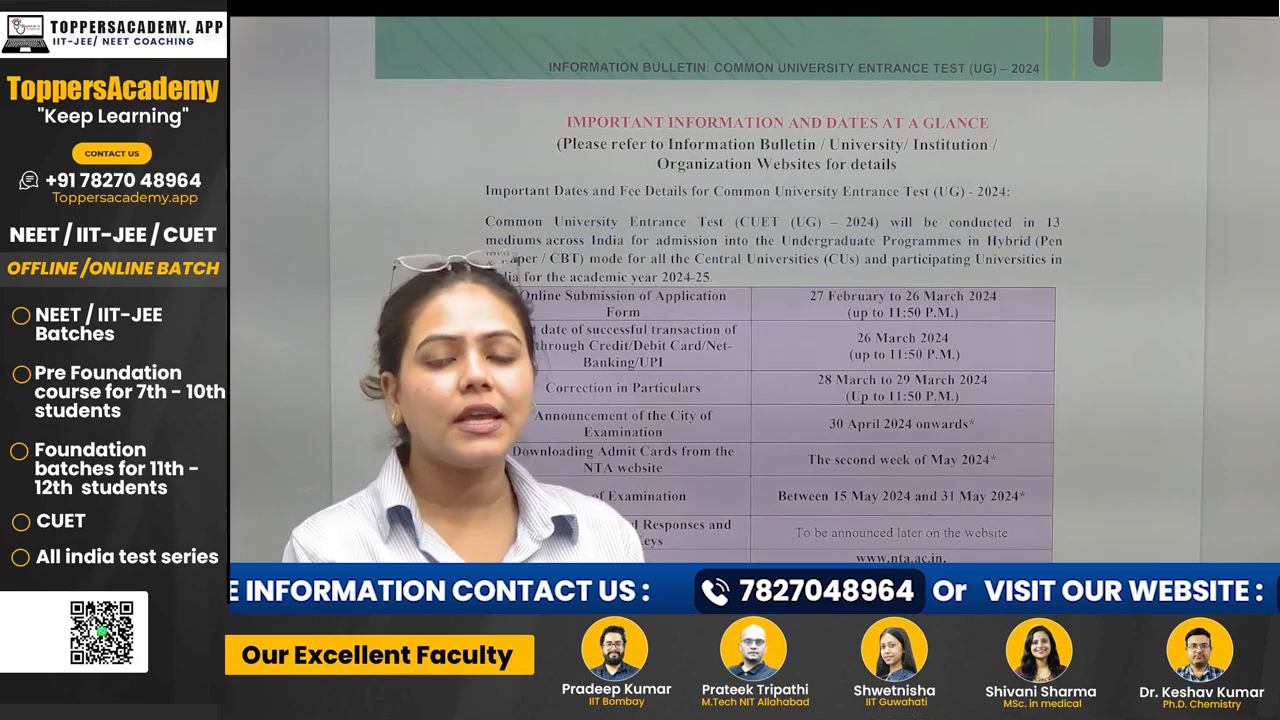 TOPPERSACADEMY. APP
IIT-JEE/ NEET COACHING
ToppersAcademy
"Keep Learning"
CONTACT US
+91 78270 48964
Toppersacademy.app
NEET / IIT-JEE / CUET
OFFLINE /ONLINE BATCH
NEET / IIT-JEE
Batches
Pre Foundation
course for 7th - 10th
students
Foundation
batches for 11th -
12th students
CUET
All india test series
INFORMATION BULLETIN: COMMON UNIVERSITY ENTRANCE TEST (UG) – 2024
IMPORTANT INFORMATION AND DATES AT A GLANCE
(Please refer to Information Bulletin / University/ Institution /
Organization Websites for details
Important Dates and Fee Details for Common University Entrance Test (UG) - 2024:
Common University Entrance Test (CUET (UG) – 2024) will be conducted in 13
mediums across India for admission into the Undergraduate Programmes in Hybrid (Pen
/ CBT) mode for all the Central Universities (CUs) and participating Universities in
for the academic year 2024-25.
Online Submission of Application
Form
27 February to 26 March 2024
(up to 11:50 P.M.)
date of successful transaction of
through Credit/Debit Card/Net-
Banking/UPI
26 March 2024
(up to 11:50 P.M.)
Correction in Particulars
28 March to 29 March 2024
(Up to 11:50 P.M.)
Announcement of the City of
Examination
30 April 2024 onwards*
Downloading Admit Cards from the
NTA website
The second week of May 2024*
of Examination
Between 15 May 2024 and 31 May 2024*
Responses and
To be announced later on the website
www.nta.ac.in,
E INFORMATION CONTACT US :
7827048964
Or
VISIT OUR WEBSITE :
Our Excellent Faculty
Pradeep Kumar
IIT Bombay
Prateek Tripathi
M.Tech NIT Allahabad
Shwetnisha
IIT Guwahati
Shivani Sharma
MSc. in medical
Dr. Keshav Kumar
Ph.D. Chemistry